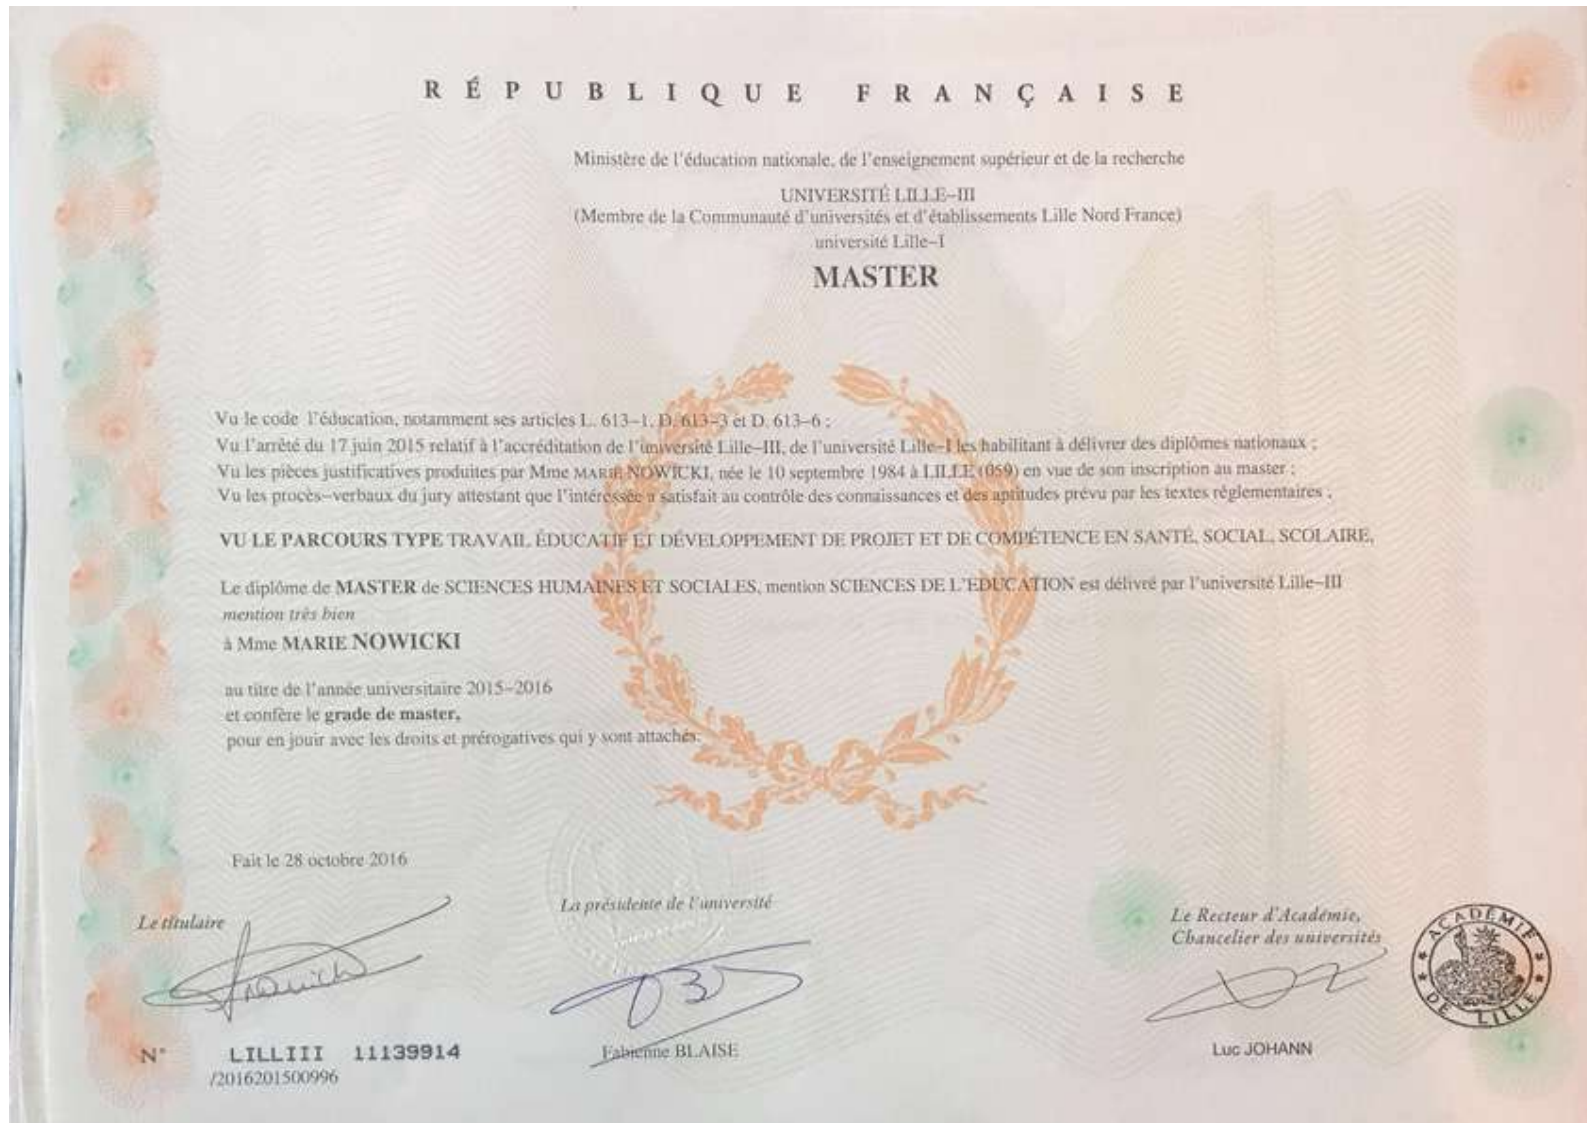 RÉPUBLIQUE FRANÇAISE
Ministère de l'éducation nationale, de l'enseignement supérieur et de la recherche
UNIVERSITÉ LILLE–III
(Membre de la Communauté d'universités et d'établissements Lille Nord France)
université Lille–I
MASTER
Vu le code l'éducation, notamment ses articles L. 613–1, D. 613–3 et D. 613–6 ;
Vu l'arrêté du 17 juin 2015 relatif à l'accréditation de l'université Lille–III, de l'université Lille–I les habilitant à délivrer des diplômes nationaux ;
Vu les pièces justificatives produites par Mme MARIE NOWICKI, née le 10 septembre 1984 à LILLE (059) en vue de son inscription au master ;
Vu les procès–verbaux du jury attestant que l'intéressée a satisfait au contrôle des connaissances et des aptitudes prévu par les textes réglementaires ;
VU LE PARCOURS TYPE TRAVAIL ÉDUCATIF ET DÉVELOPPEMENT DE PROJET ET DE COMPÉTENCE EN SANTÉ, SOCIAL, SCOLAIRE,
Le diplôme de MASTER de SCIENCES HUMAINES ET SOCIALES, mention SCIENCES DE L'EDUCATION est délivré par l'université Lille–III
mention très bien
à Mme MARIE NOWICKI
au titre de l'année universitaire 2015–2016
et confère le grade de master,
pour en jouir avec les droits et prérogatives qui y sont attachés.
Fait le 28 octobre 2016
Le titulaire
La présidente de l'université
Le Recteur d'Académie,
Chancelier des universités
ACADÉMIE DE LILLE
Fabienne BLAISE
Luc JOHANN
N° LILLIII 11139914
/2016201500996